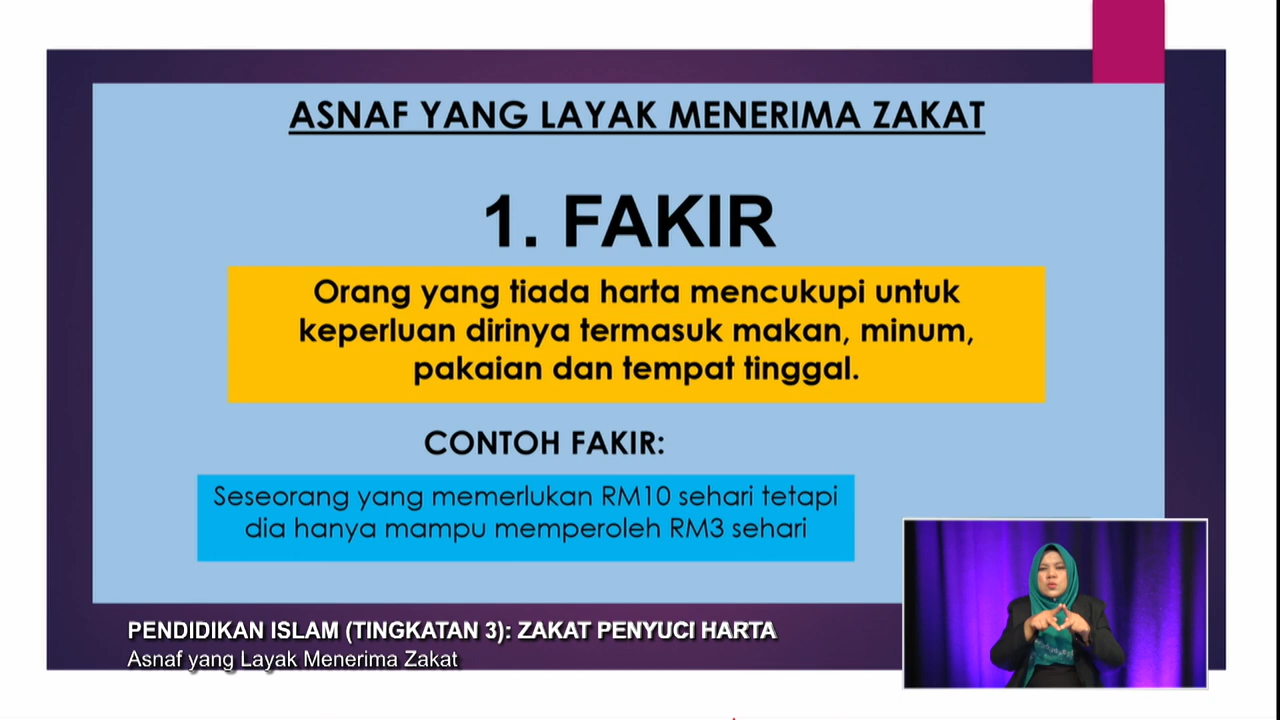 ASNAF YANG LAYAK MENERIMA ZAKAT
1. FAKIR
Orang yang tiada harta mencukupi untuk
keperluan dirinya termasuk makan, minum,
pakaian dan tempat tinggal.
CONTOH FAKIR:
Seseorang yang memerlukan RM10 sehari tetapi
dia hanya mampu memperoleh RM3 sehari
PENDIDIKAN ISLAM (TINGKATAN 3): ZAKAT PENYUCI HARTA
Asnaf yang Layak Menerima Zakat